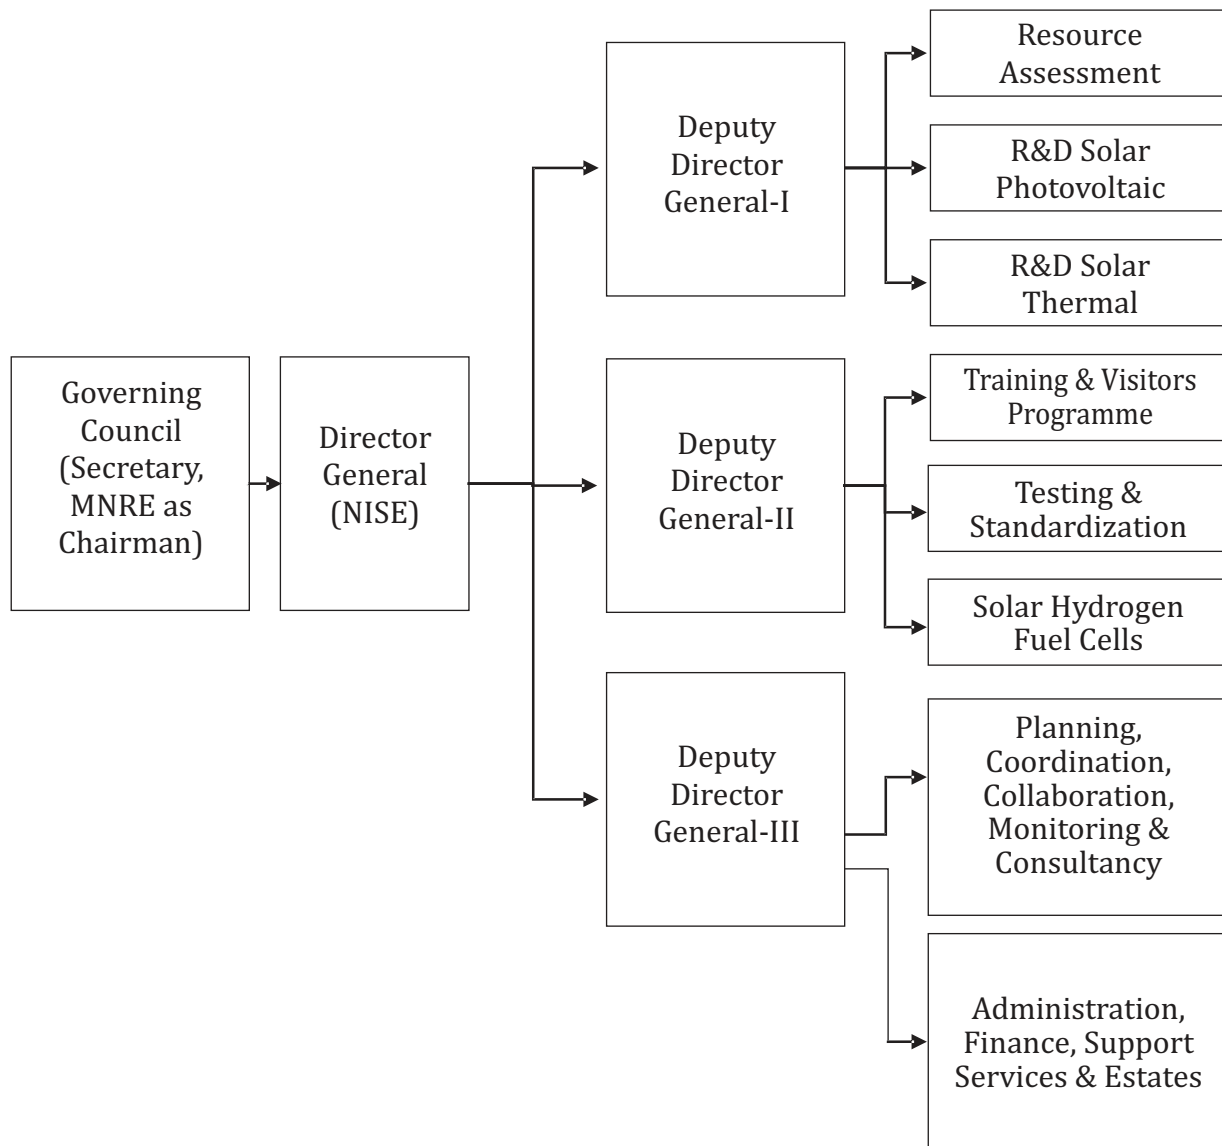 Governing
Council
(Secretary,
MNRE as
Chairman)
Director
General
(NISE)
Deputy
Director
General-I
Resource
Assessment
R&D Solar
Photovoltaic
R&D Solar
Thermal
Deputy
Director
General-II
Training & Visitors
Programme
Testing &
Standardization
Solar Hydrogen
Fuel Cells
Deputy
Director
General-III
Planning,
Coordination,
Collaboration,
Monitoring &
Consultancy
Administration,
Finance, Support
Services & Estates